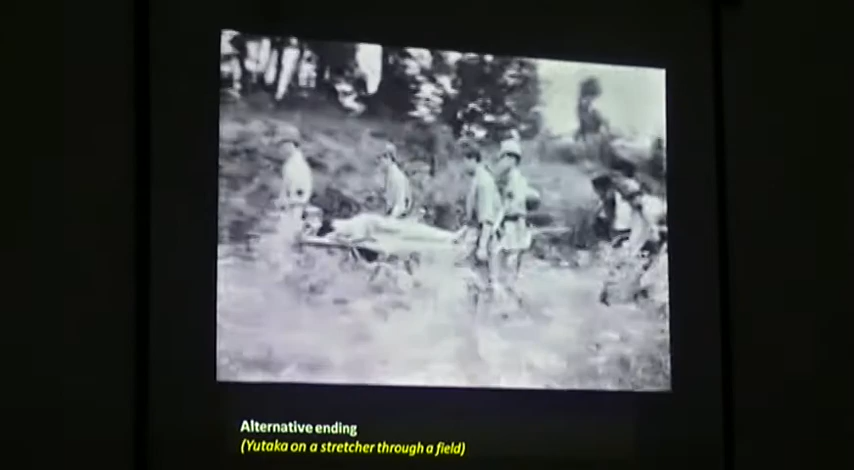 Alternative ending
(Yutaka on a stretcher through a field)